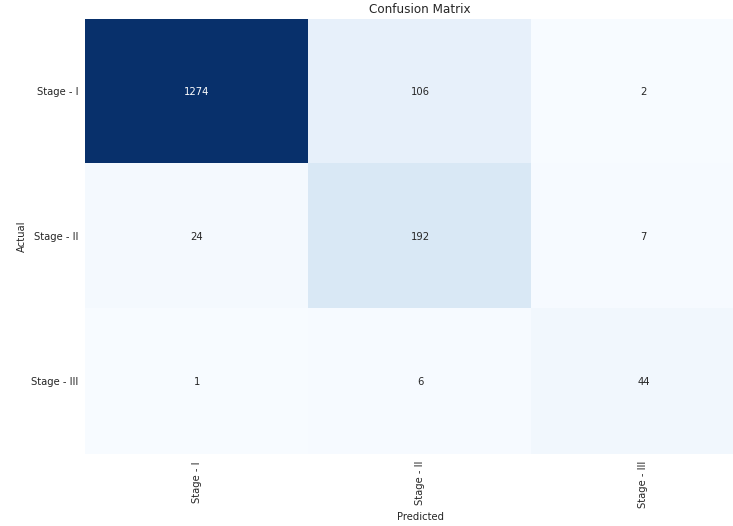 Confusion Matrix
Stage - I
1274
106
2
Stage - II
24
192
7
Stage - III
1
6
44
Actual
Stage - I
Stage - II
Stage - III
Predicted